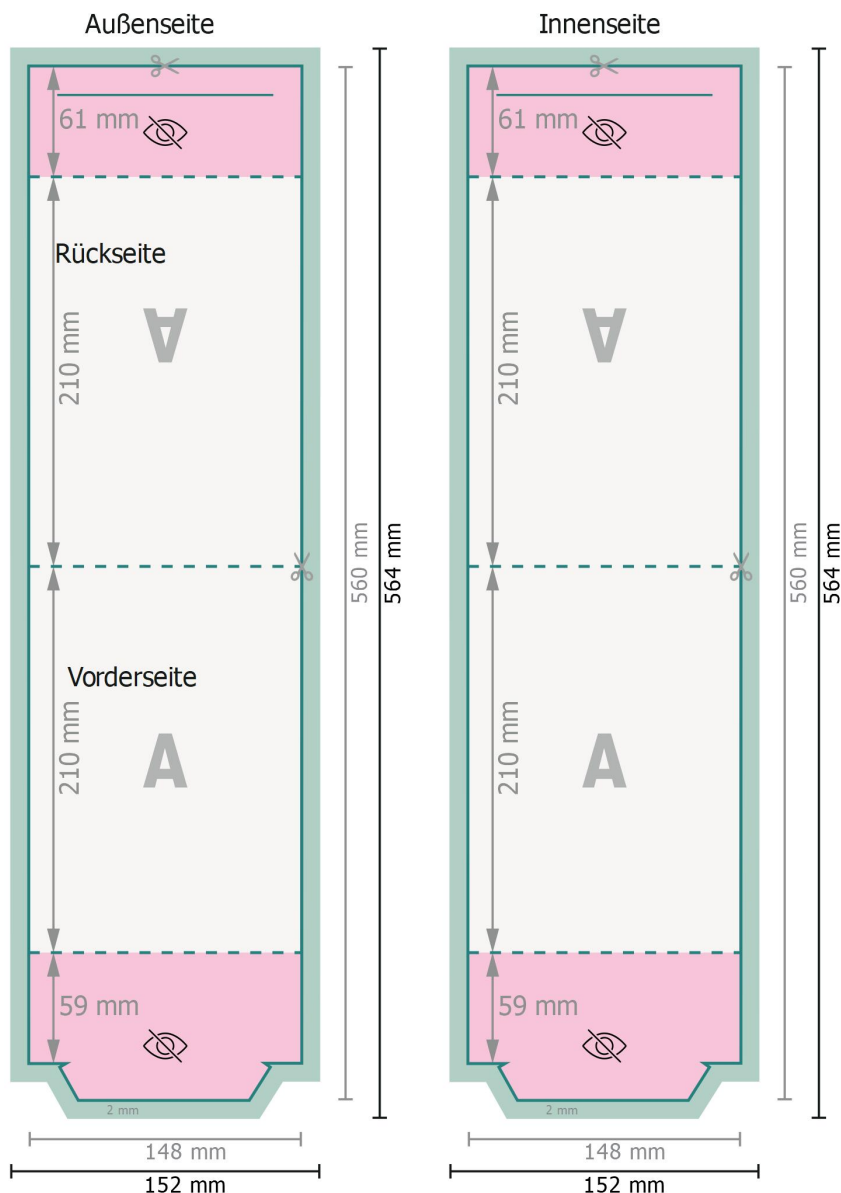 Außenseite
61 mm
Rückseite
A
210 mm
560 mm
564 mm
Vorderseite
A
210 mm
59 mm
2 mm
148 mm
152 mm
Innenseite
61 mm
A
210 mm
560 mm
564 mm
A
210 mm
59 mm
2 mm
148 mm
152 mm